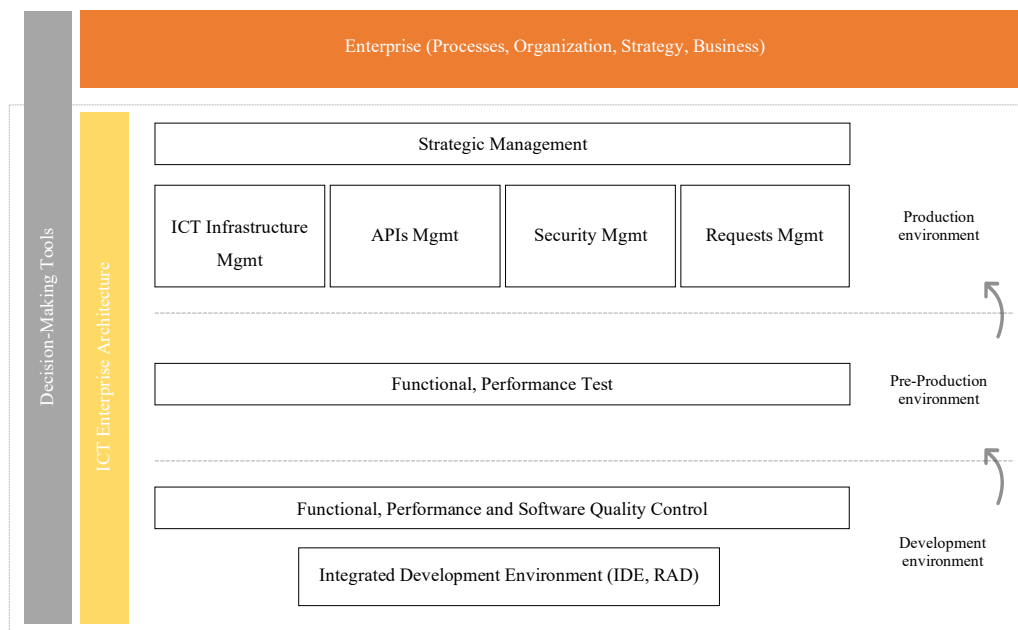 Enterprise (Processes, Organization, Strategy, Business)
Decision-Making Tools
ICT Enterprise Architecture
Strategic Management
ICT Infrastructure
Mgmt
APIs Mgmt
Security Mgmt
Requests Mgmt
Production
environment
Functional, Performance Test
Pre-Production
environment
Functional, Performance and Software Quality Control
Integrated Development Environment (IDE, RAD)
Development
environment